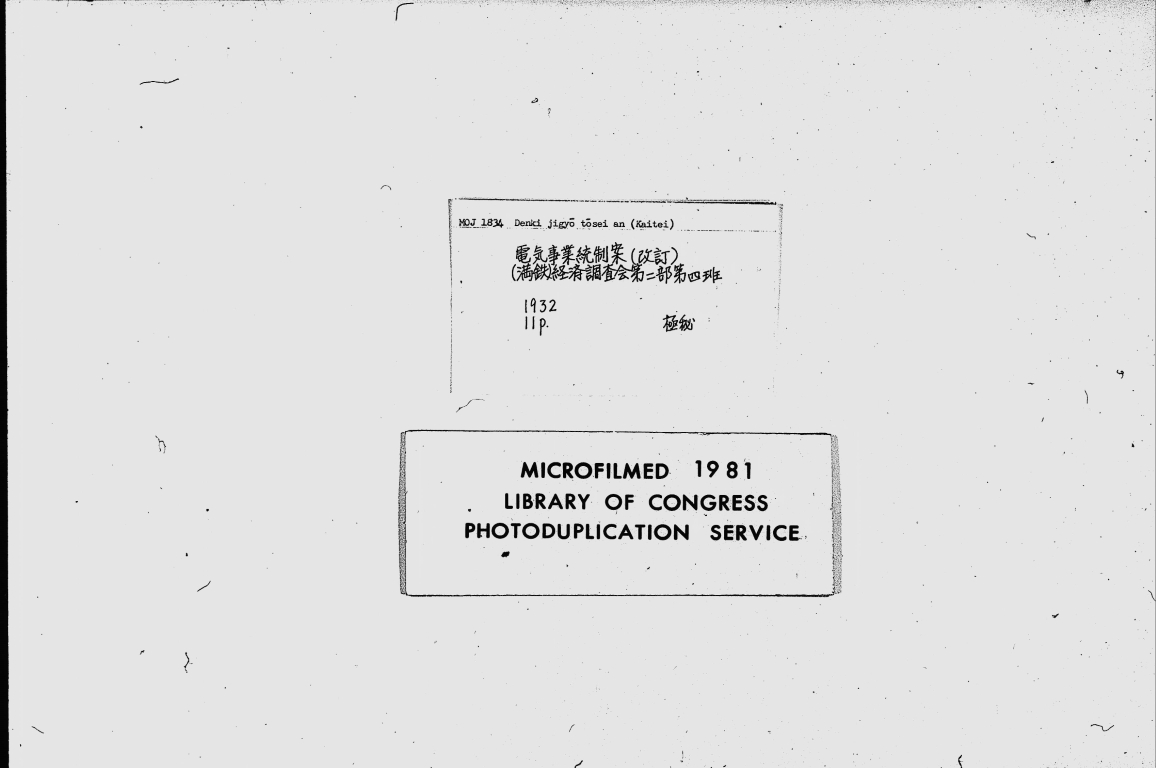 MOJ 1834 Denki jigyō tōsei an (Kaitei)
電気事業統制案(改訂)
(満鉄)経済調査会第二部第四班
1932
11p. 極秘
MICROFILMED 1981
LIBRARY OF CONGRESS
PHOTODUPLICATION SERVICE